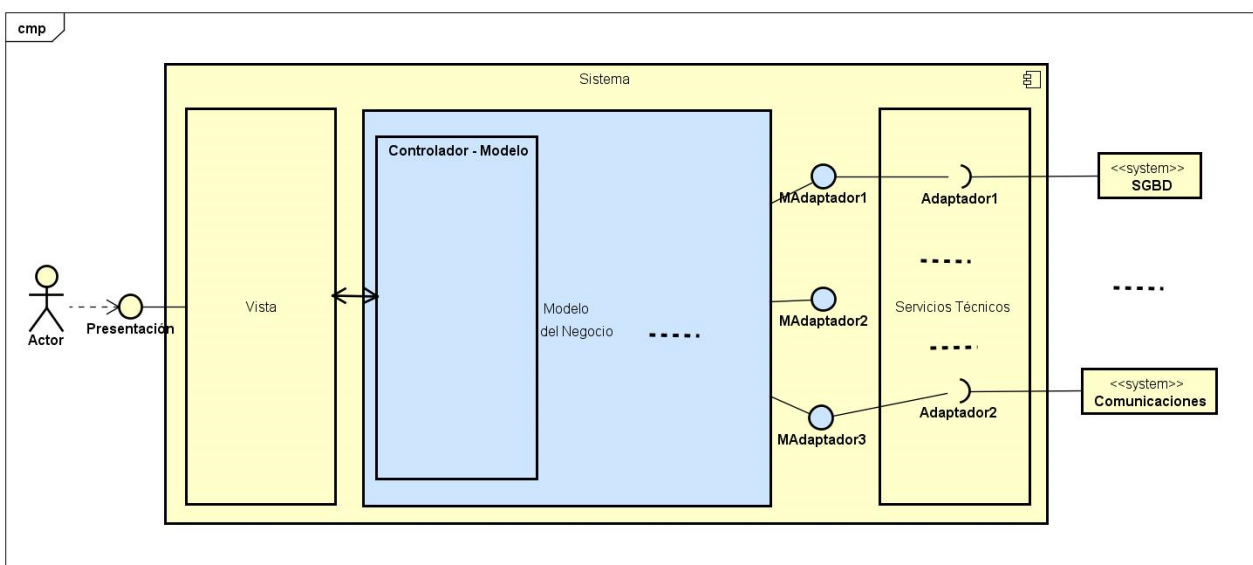 cmp
Sistema
Controlador - Modelo
MAdaptador1
Adaptador1
<<system>>
SGBD
Actor
Presentación
Vista
Modelo
del Negocio
MAdaptador2
Servicios Técnicos
MAdaptador3
Adaptador2
<<system>>
Comunicaciones